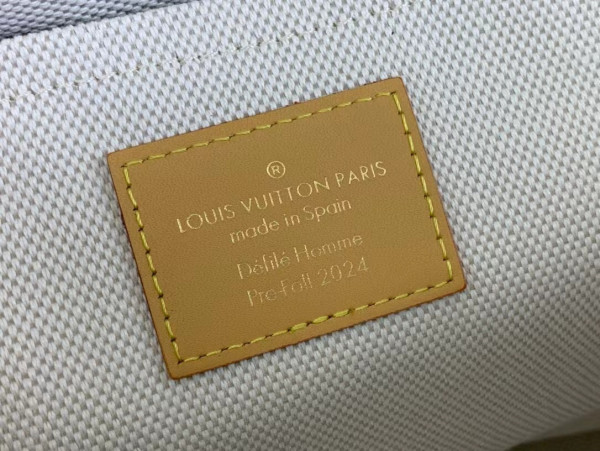 ®
LOUIS VUITTON PARIS
made in Spain
Défilé Homme
Pre-Fall 2024